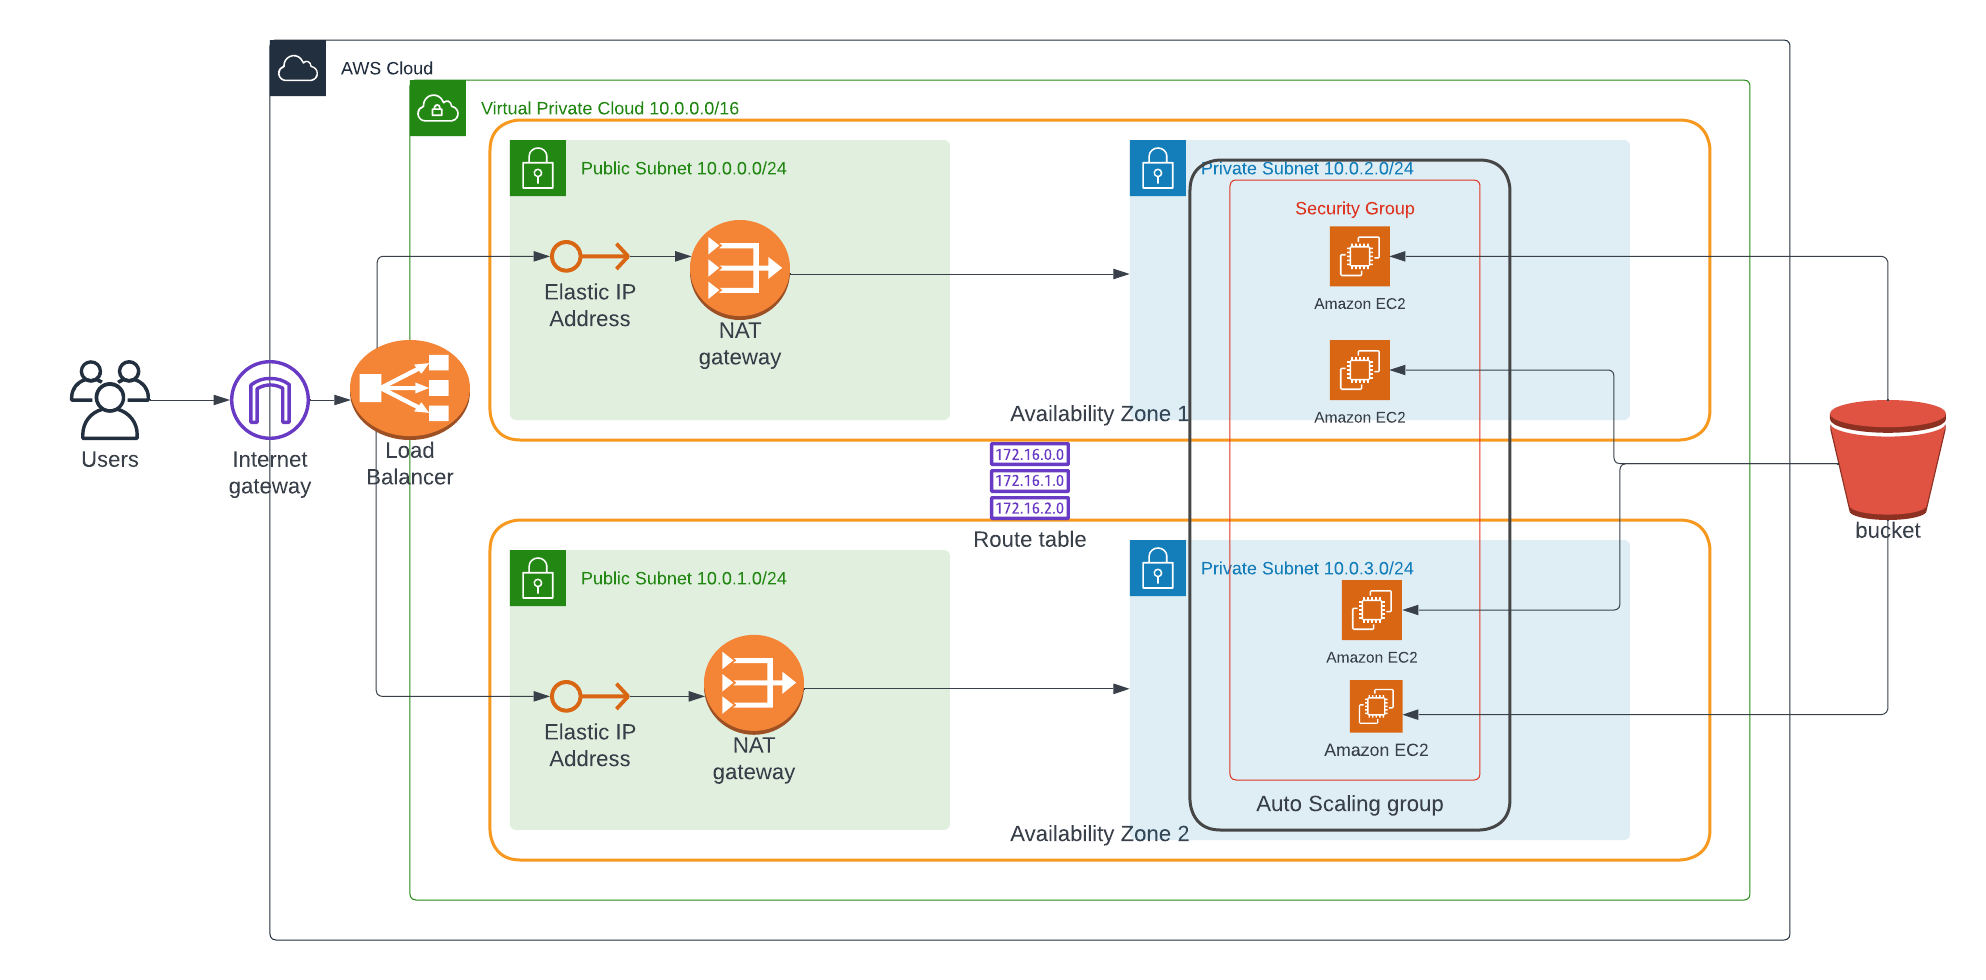 AWS Cloud
Virtual Private Cloud 10.0.0.0/16
Public Subnet 10.0.0.0/24
Private Subnet 10.0.2.0/24
Security Group
Elastic IP
Address
NAT
gateway
Amazon EC2
Amazon EC2
Availability Zone 1
Users
Internet
gateway
Load
Balancer
172.16.0.0
172.16.1.0
172.16.2.0
Route table
bucket
Public Subnet 10.0.1.0/24
Private Subnet 10.0.3.0/24
Elastic IP
Address
NAT
gateway
Amazon EC2
Amazon EC2
Auto Scaling group
Availability Zone 2